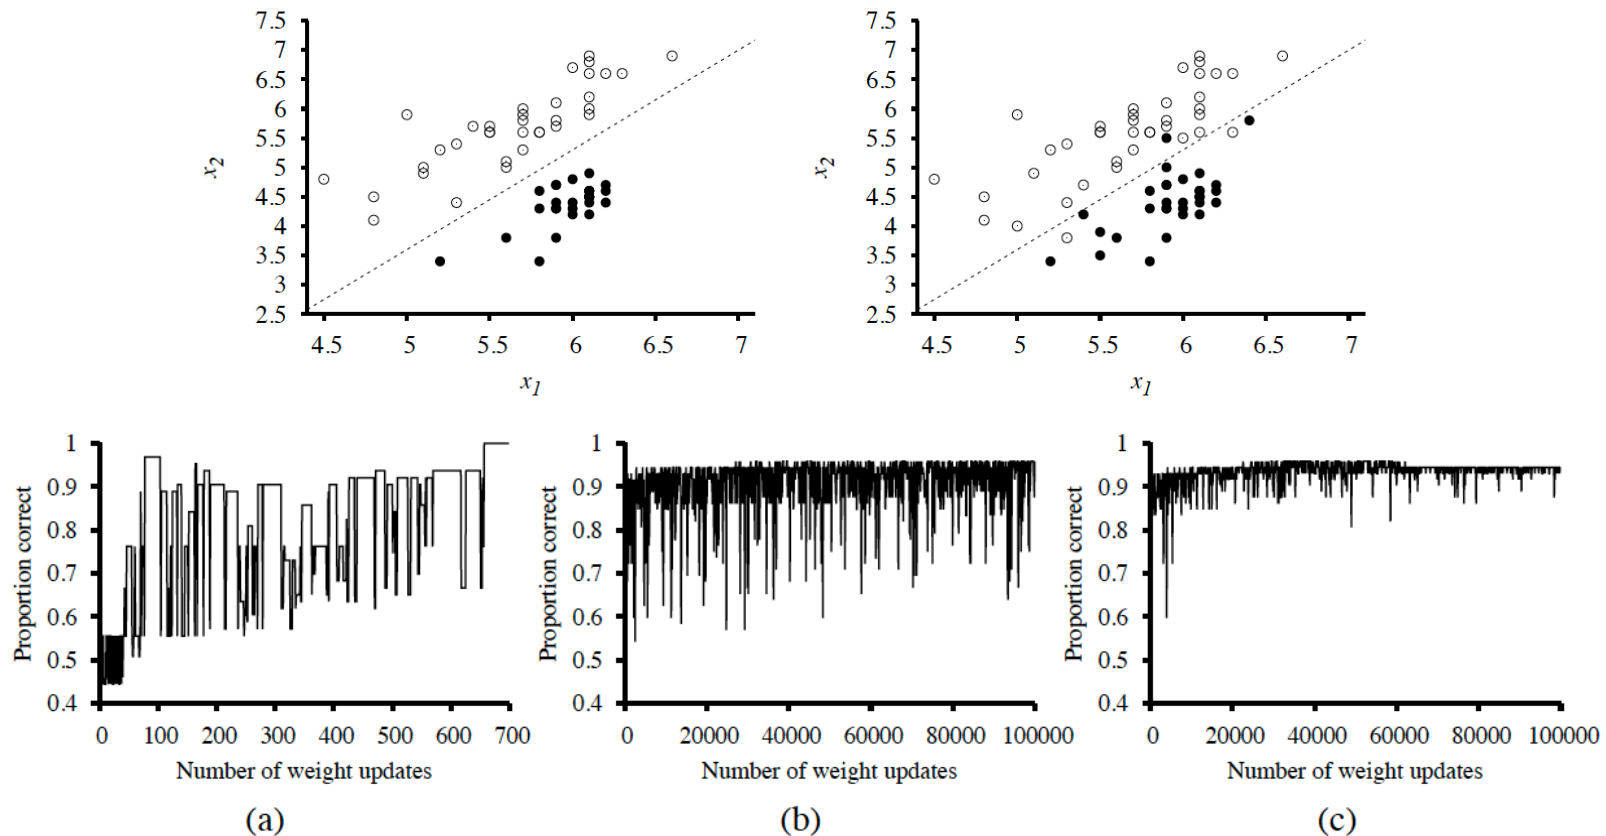 7.5
7
6.5
6
5.5
5
4.5
4
3.5
3
2.5
x2
4.5 5 5.5 6 6.5 7
x1
7.5
7
6.5
6
5.5
5
4.5
4
3.5
3
2.5
x2
4.5 5 5.5 6 6.5 7
x1
1
0.9
0.8
0.7
0.6
0.5
0.4
Proportion correct
0 100 200 300 400 500 600 700
Number of weight updates
(a)
1
0.9
0.8
0.7
0.6
0.5
0.4
Proportion correct
0 20000 40000 60000 80000 100000
Number of weight updates
(b)
1
0.9
0.8
0.7
0.6
0.5
0.4
Proportion correct
0 20000 40000 60000 80000 100000
Number of weight updates
(c)